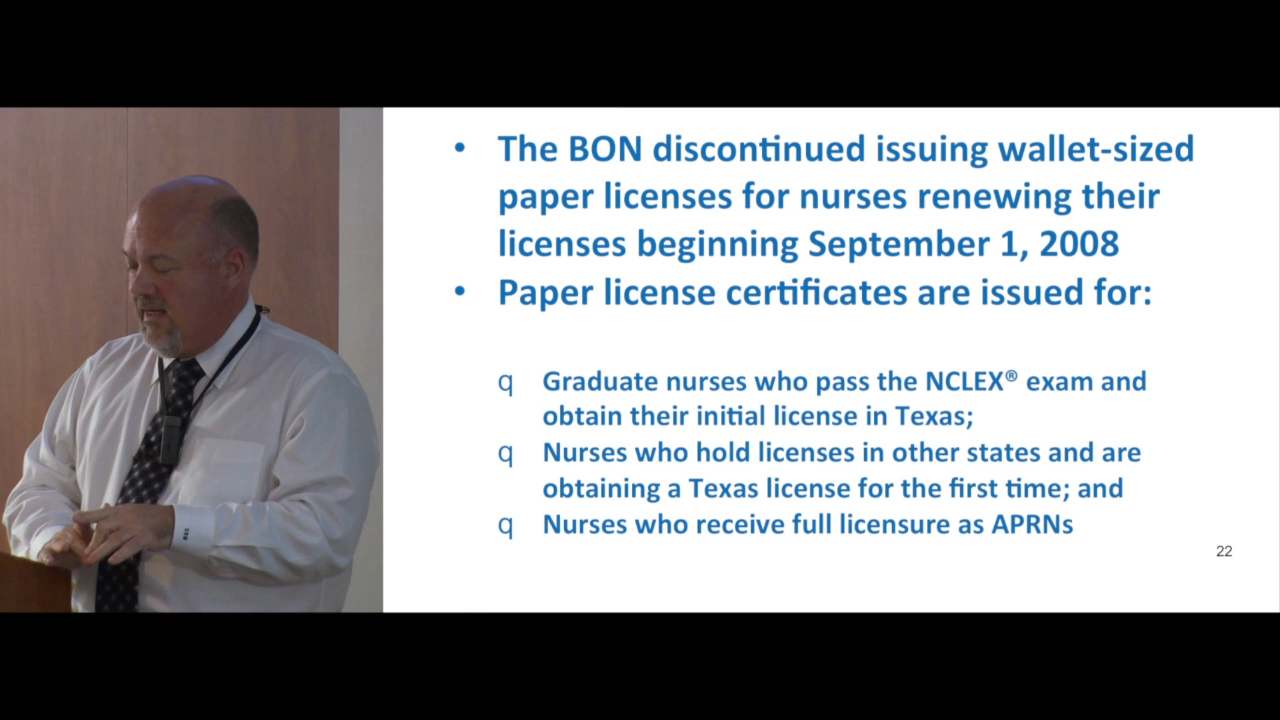 • The BON discontinued issuing wallet-sized
paper licenses for nurses renewing their
licenses beginning September 1, 2008
• Paper license certificates are issued for:
q Graduate nurses who pass the NCLEX® exam and
obtain their initial license in Texas;
q Nurses who hold licenses in other states and are
obtaining a Texas license for the first time; and
q Nurses who receive full licensure as APRNs
22